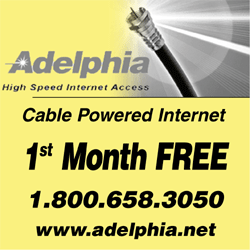 Adelphia
High Speed Internet Access
Cable Powered Internet
1st Month FREE
1.800.658.3050
www.adelphia.net